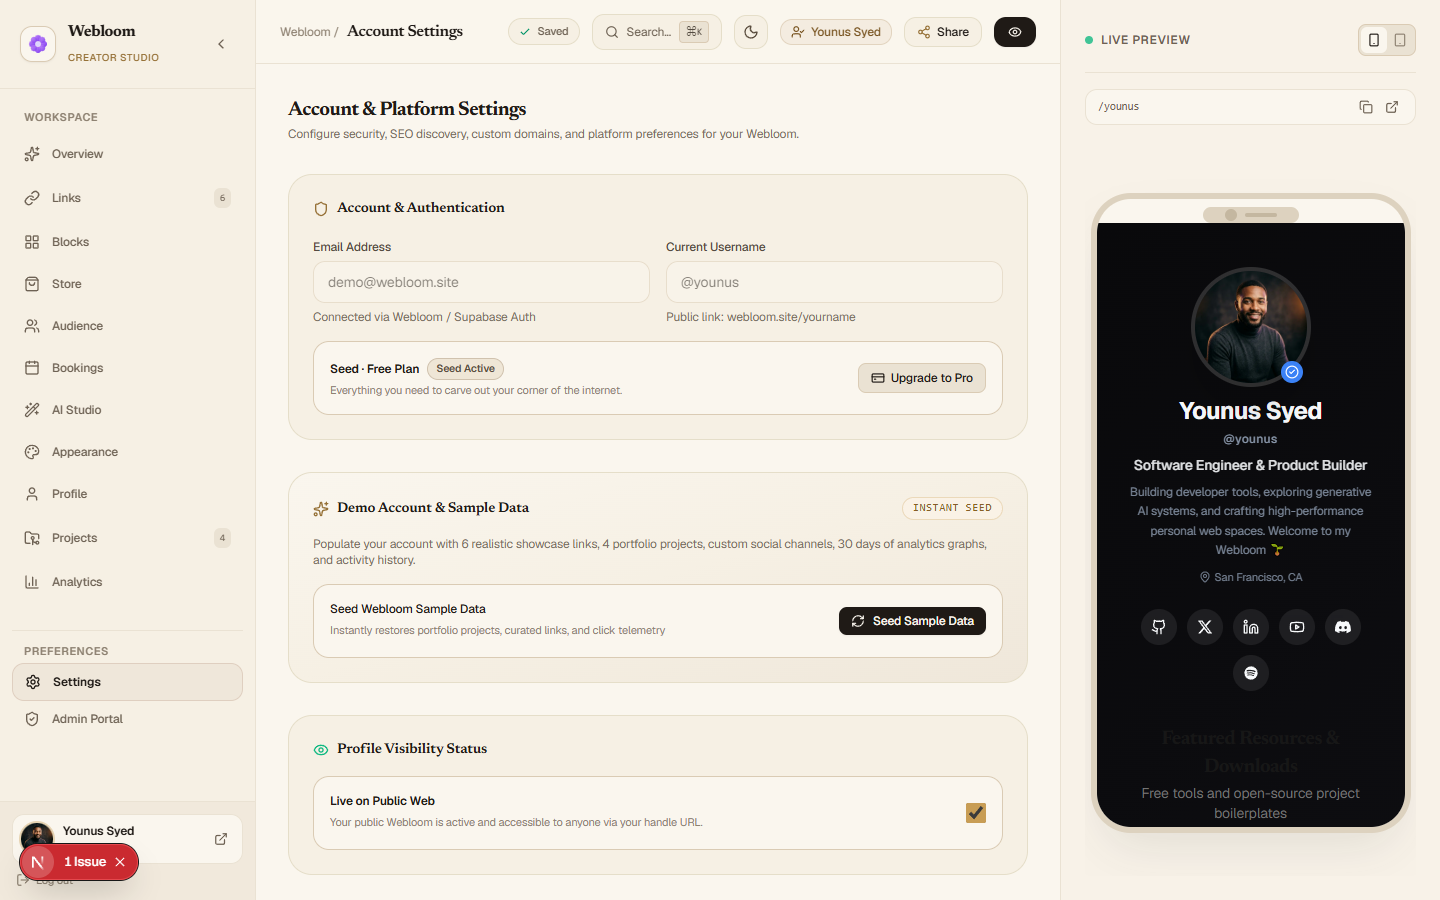 Webloom
CREATOR STUDIO
WORKSPACE
Overview
Links 6
Blocks
Store
Audience
Bookings
AI Studio
Appearance
Profile
Projects 4
Analytics
PREFERENCES
Settings
Admin Portal
Younus Syed
1 Issue
Log out
Webloom / Account Settings
Saved
Search... ⌘K
Younus Syed
Share
Account & Platform Settings
Configure security, SEO discovery, custom domains, and platform preferences for your Webloom.
Account & Authentication
Email Address
demo@webloom.site
Connected via Webloom / Supabase Auth
Current Username
@younus
Public link: webloom.site/yourname
Seed · Free Plan Seed Active
Everything you need to carve out your corner of the internet.
Upgrade to Pro
Demo Account & Sample Data
INSTANT SEED
Populate your account with 6 realistic showcase links, 4 portfolio projects, custom social channels, 30 days of analytics graphs,
and activity history.
Seed Webloom Sample Data
Instantly restores portfolio projects, curated links, and click telemetry
Seed Sample Data
Profile Visibility Status
Live on Public Web
Your public Webloom is active and accessible to anyone via your handle URL.
LIVE PREVIEW
/younus
Younus Syed
@younus
Software Engineer & Product Builder
Building developer tools, exploring generative
AI systems, and crafting high-performance
personal web spaces. Welcome to my
Webloom 🌱
San Francisco, CA
Featured Resources &
Downloads
Free tools and open-source project
boilerplates